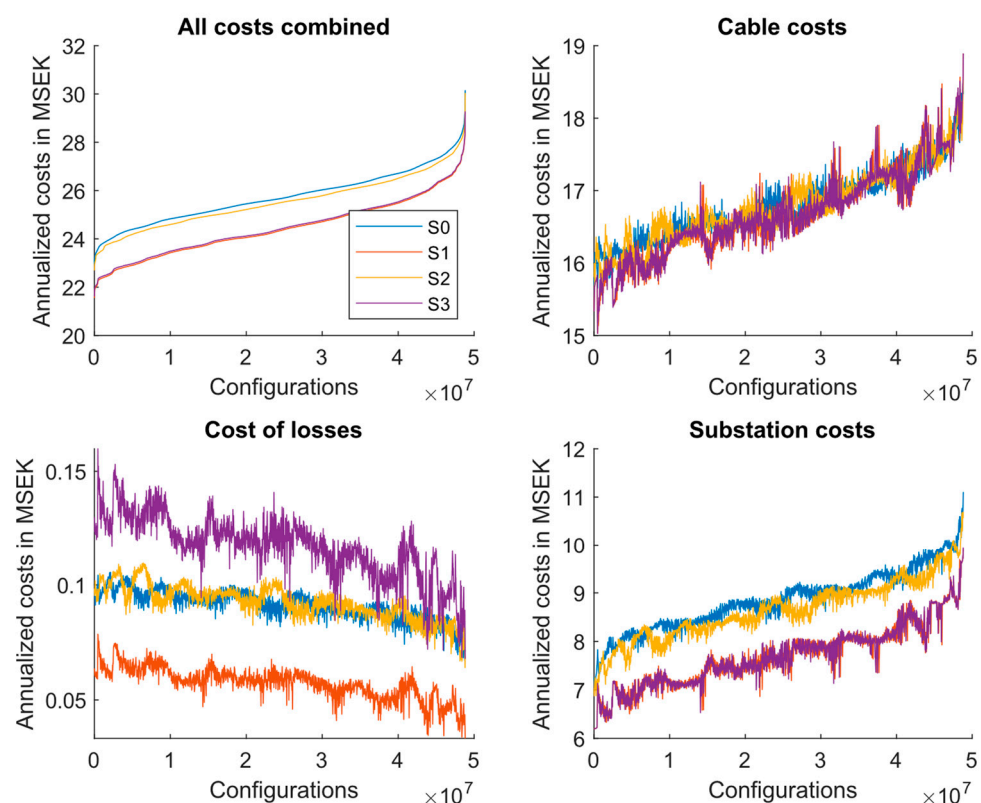 All costs combined
Annualized costs in MSEK
32
30
28
26
24
22
20
S0
S1
S2
S3
0 1 2 3 4 5
Configurations
×10^7
Cable costs
Annualized costs in MSEK
19
18
17
16
15
0 1 2 3 4 5
Configurations
×10^7
Cost of losses
Annualized costs in MSEK
0.15
0.1
0.05
0 1 2 3 4 5
Configurations
×10^7
Substation costs
Annualized costs in MSEK
12
11
10
9
8
7
6
0 1 2 3 4 5
Configurations
×10^7